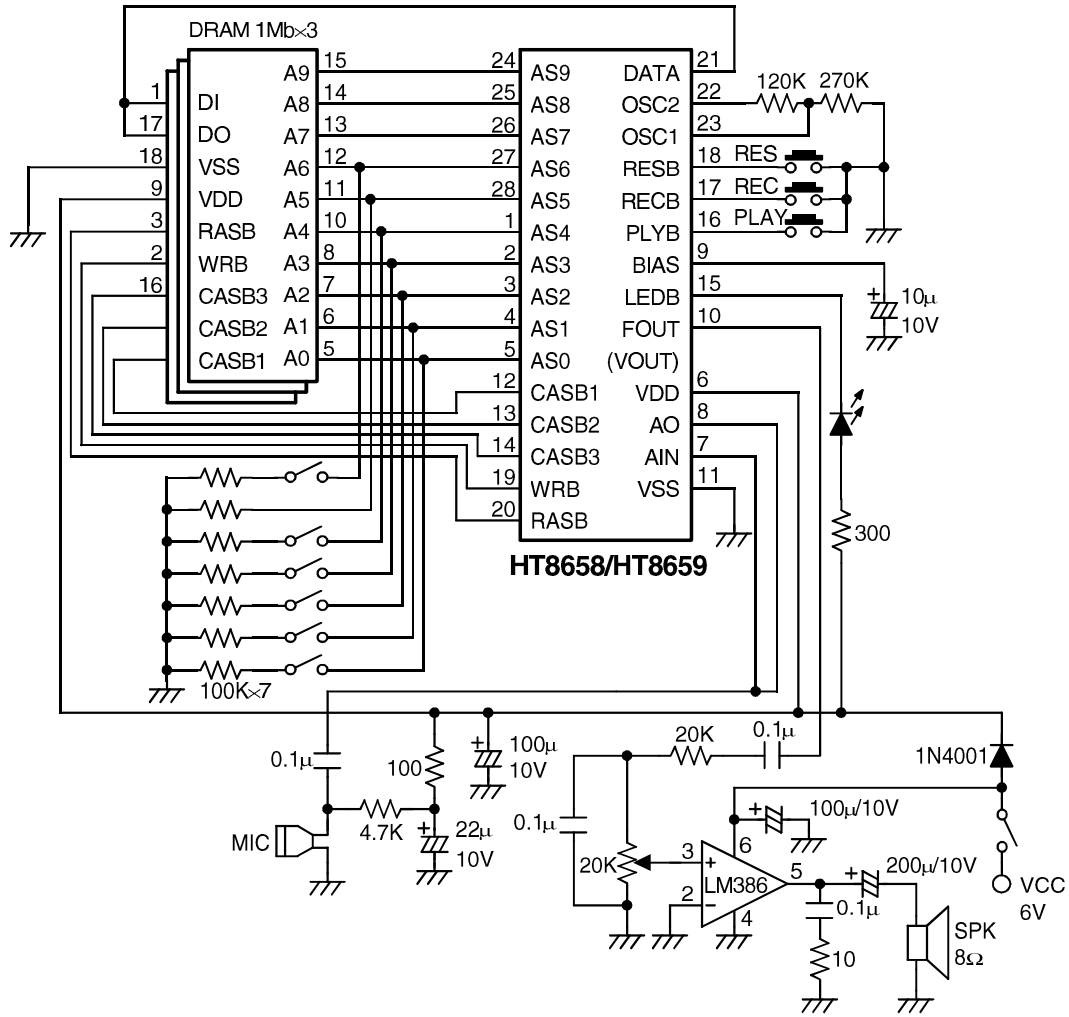 DRAM 1Mb×3
A9 15 24 AS9 DATA 21
1 DI A8 14 25 AS8 OSC2 22 120K 270K
17 DO A7 13 26 AS7 OSC1 23
18 VSS A6 12 27 AS6 RESB 18 RES
9 VDD A5 11 28 AS5 RECB 17 REC
3 RASB A4 10 1 AS4 PLYB 16 PLAY
2 WRB A3 8 2 AS3 BIAS 9
16 CASB3 A2 7 3 AS2 LEDB 15 + 10μ
CASB2 A1 6 4 AS1 FOUT 10 10V
CASB1 A0 5 5 AS0 (VOUT)
12 CASB1 VDD 6
13 CASB2 AO 8
14 CASB3 AIN 7
19 WRB VSS 11
20 RASB
300
HT8658/HT8659
100K×7
0.1μ
100
+ 100μ
10V
20K
0.1μ
1N4001
MIC
4.7K
+ 22μ
10V
0.1μ
20K
+ 100μ/10V
3 + 6
LM386 5
2 − 4
+ 200μ/10V
0.1μ
10
SPK
8Ω
VCC
6V